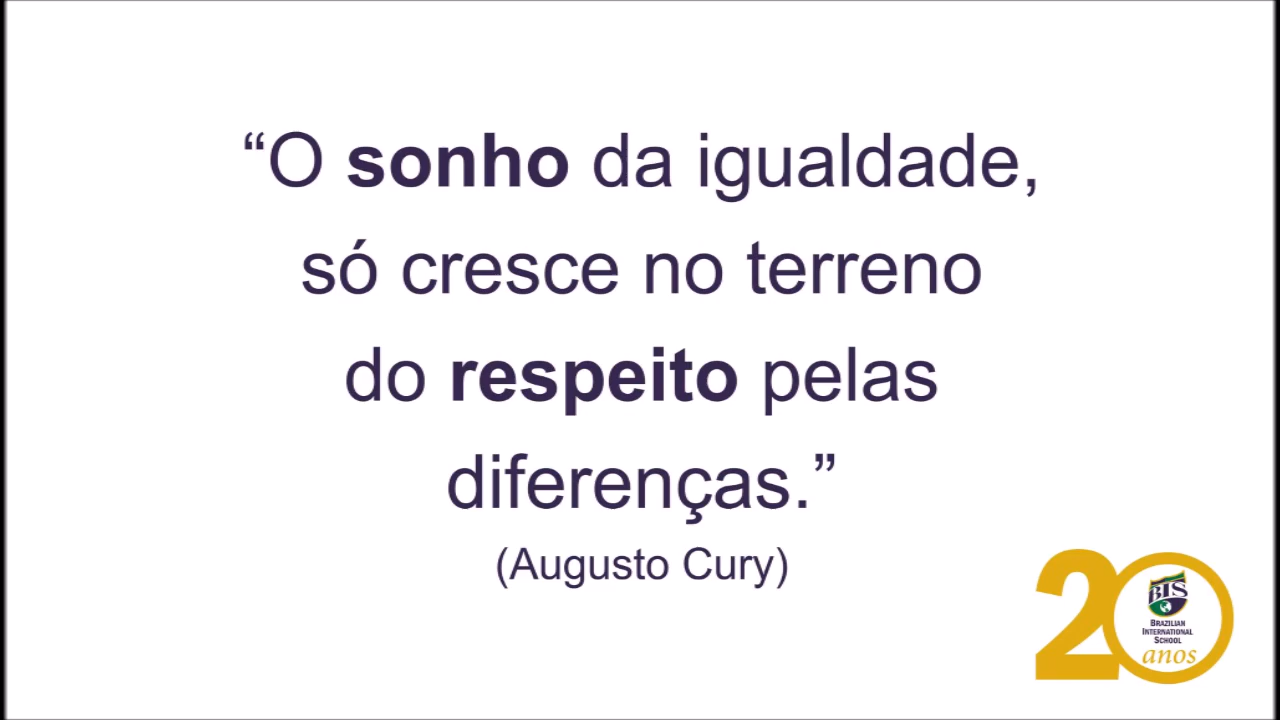 “O sonho da igualdade,
só cresce no terreno
do respeito pelas
diferenças.”
(Augusto Cury)
20
BIS
BRAZILIAN
INTERNATIONAL
SCHOOL
anos